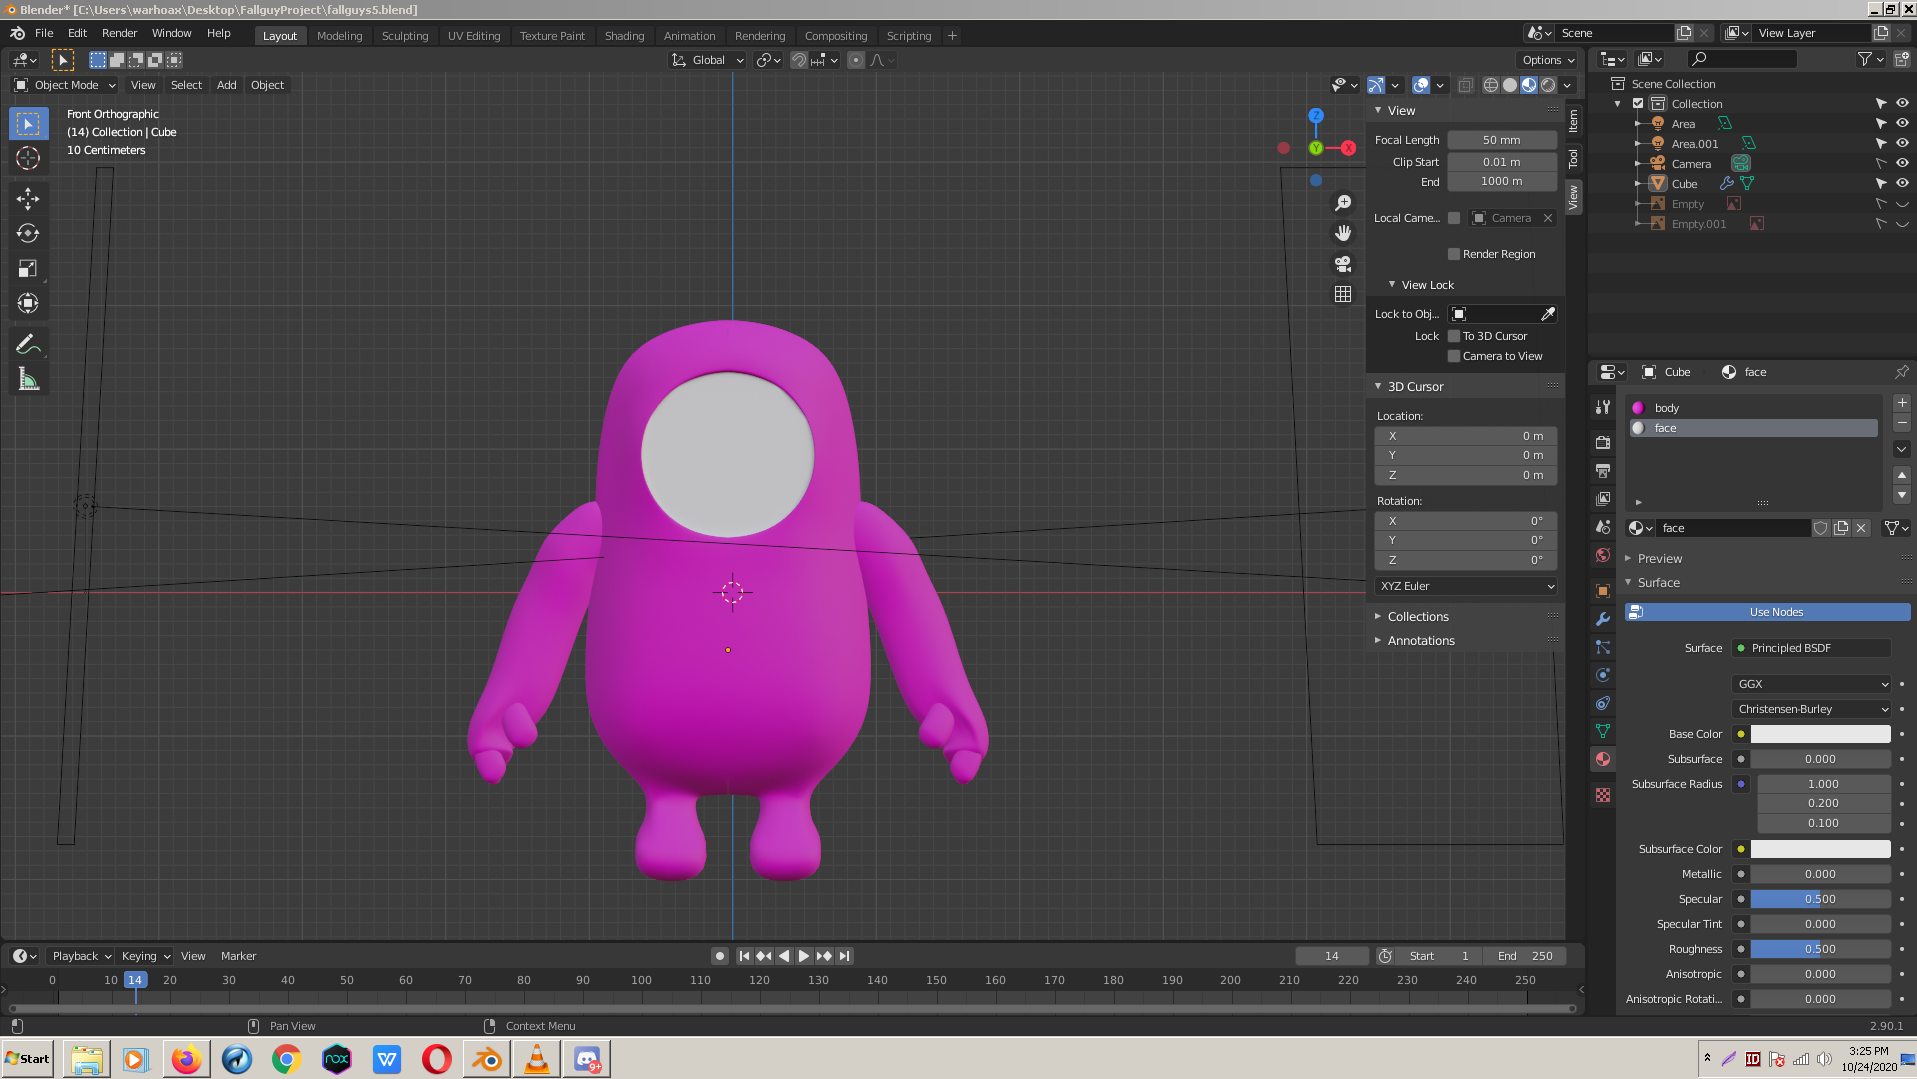 Blender* [C:\Users\warhoax\Desktop\FallguyProject\fallguys5.blend]
File Edit Render Window Help Layout Modeling Sculpting UV Editing Texture Paint Shading Animation Rendering Compositing Scripting + Scene View Layer
Global Options
Object Mode View Select Add Object
Front Orthographic
(14) Collection | Cube
10 Centimeters
Z
Y X
View
Focal Length 50 mm
Clip Start 0.01 m
End 1000 m
Local Came... Camera
Render Region
View Lock
Lock to Obj...
Lock To 3D Cursor
Camera to View
3D Cursor
Location:
X 0 m
Y 0 m
Z 0 m
Rotation:
X 0°
Y 0°
Z 0°
XYZ Euler
Collections
Annotations
Item
Tool
View
Scene Collection
Collection
Area
Area.001
Camera
Cube
Empty
Empty.001
Cube face
body
face
face
Preview
Surface
Use Nodes
Surface Principled BSDF
GGX
Christensen-Burley
Base Color
Subsurface 0.000
Subsurface Radius 1.000
0.200
0.100
Subsurface Color
Metallic 0.000
Specular 0.500
Specular Tint 0.000
Roughness 0.500
Anisotropic 0.000
Anisotropic Rotati... 0.000
Playback Keying View Marker 14 Start 1 End 250
0 10 14 20 30 40 50 60 70 80 90 100 110 120 130 140 150 160 170 180 190 200 210 220 230 240 250
Pan View Context Menu 2.90.1
Start nox W 9+ ID 3:25 PM
10/24/2020